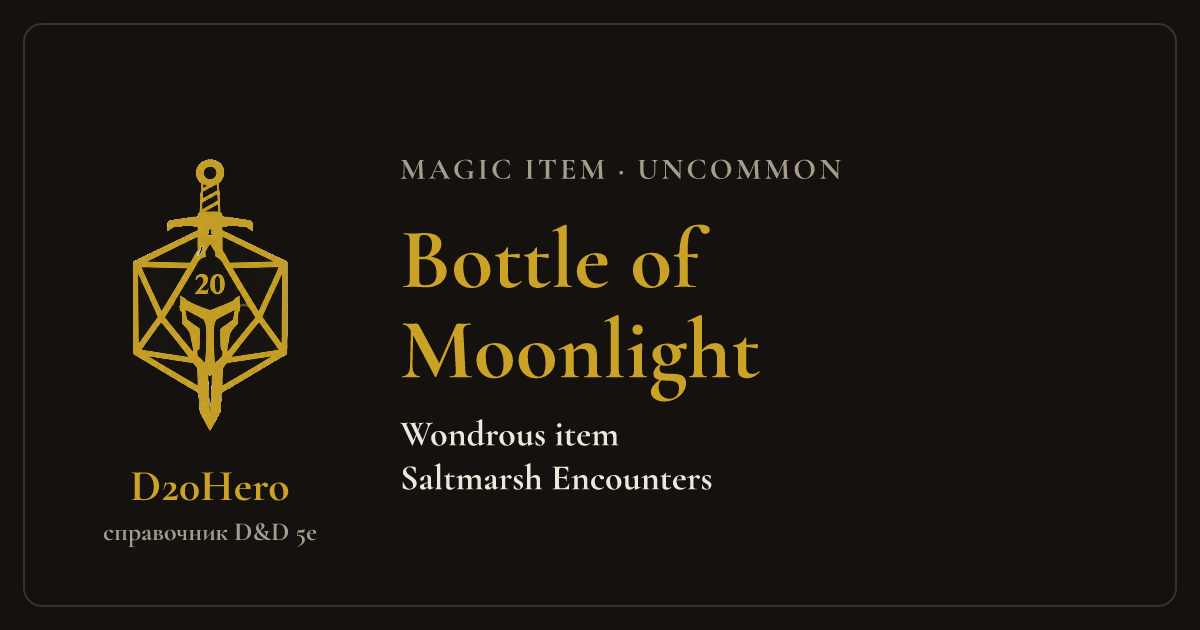 20
D20Hero
справочник D&D 5e
MAGIC ITEM · UNCOMMON
Bottle of
Moonlight
Wondrous item
Saltmarsh Encounters